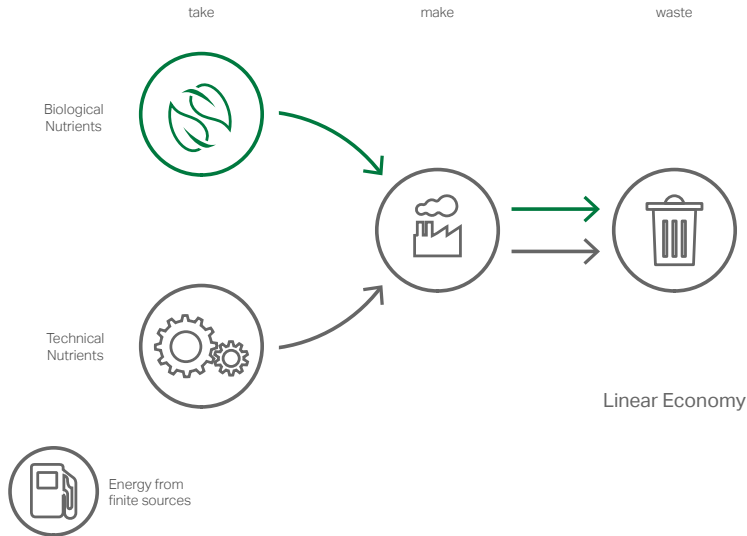 take
make
waste
Biological
Nutrients
Technical
Nutrients
Linear Economy
Energy from
finite sources